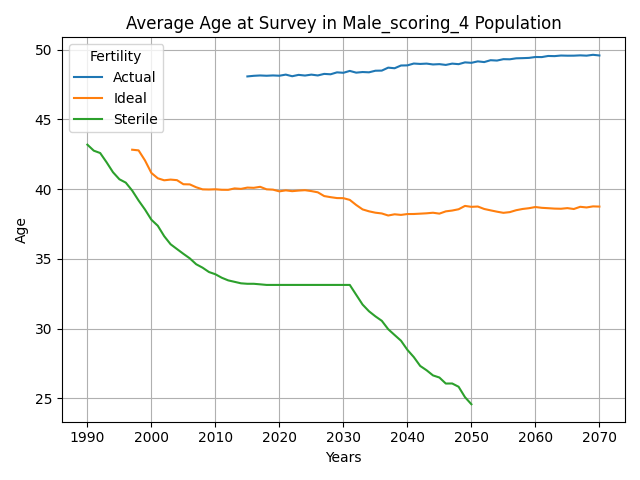 Average Age at Survey in Male_scoring_4 Population
Fertility
Actual
Ideal
Sterile
Age
50
45
40
35
30
25
1990 2000 2010 2020 2030 2040 2050 2060 2070
Years